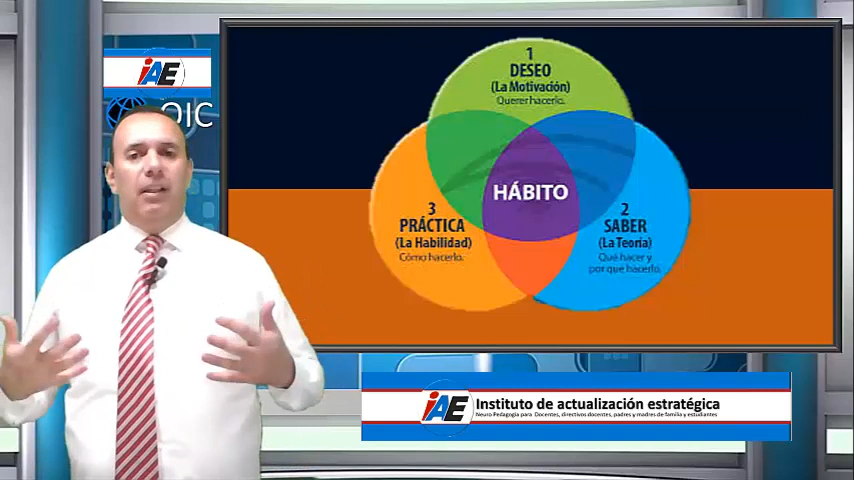 iAE
OIC
1
DESEO
(La Motivación)
Querer hacerlo.
HÁBITO
3
PRÁCTICA
(La Habilidad)
Cómo hacerlo.
2
SABER
(La Teoría)
Qué hacer y
por qué hacerlo.
iAE
Instituto de actualización estratégica
Neuro Pedagogía para Docentes, directivos docentes, padres y madres de familia y estudiantes